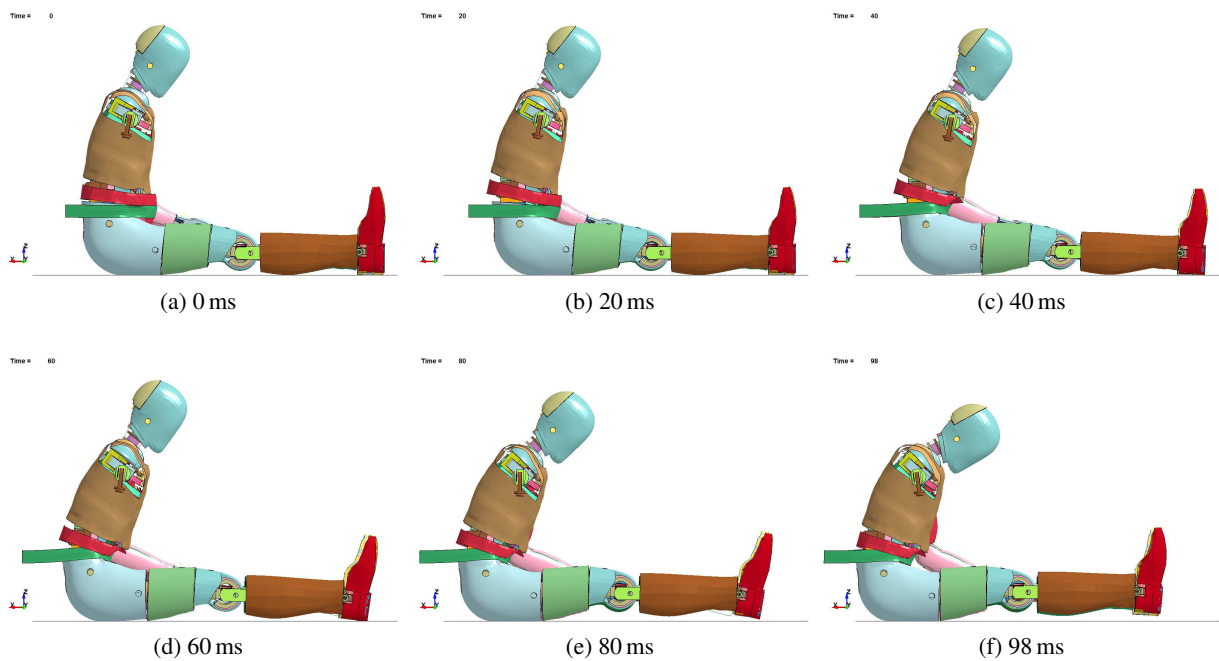 Time = 0
Time = 20
Time = 40
Z
X Y
Z
X Y
Z
X Y
(a) 0 ms
(b) 20 ms
(c) 40 ms
Time = 60
Time = 80
Time = 98
Z
X Y
Z
X Y
Z
X Y
(d) 60 ms
(e) 80 ms
(f) 98 ms